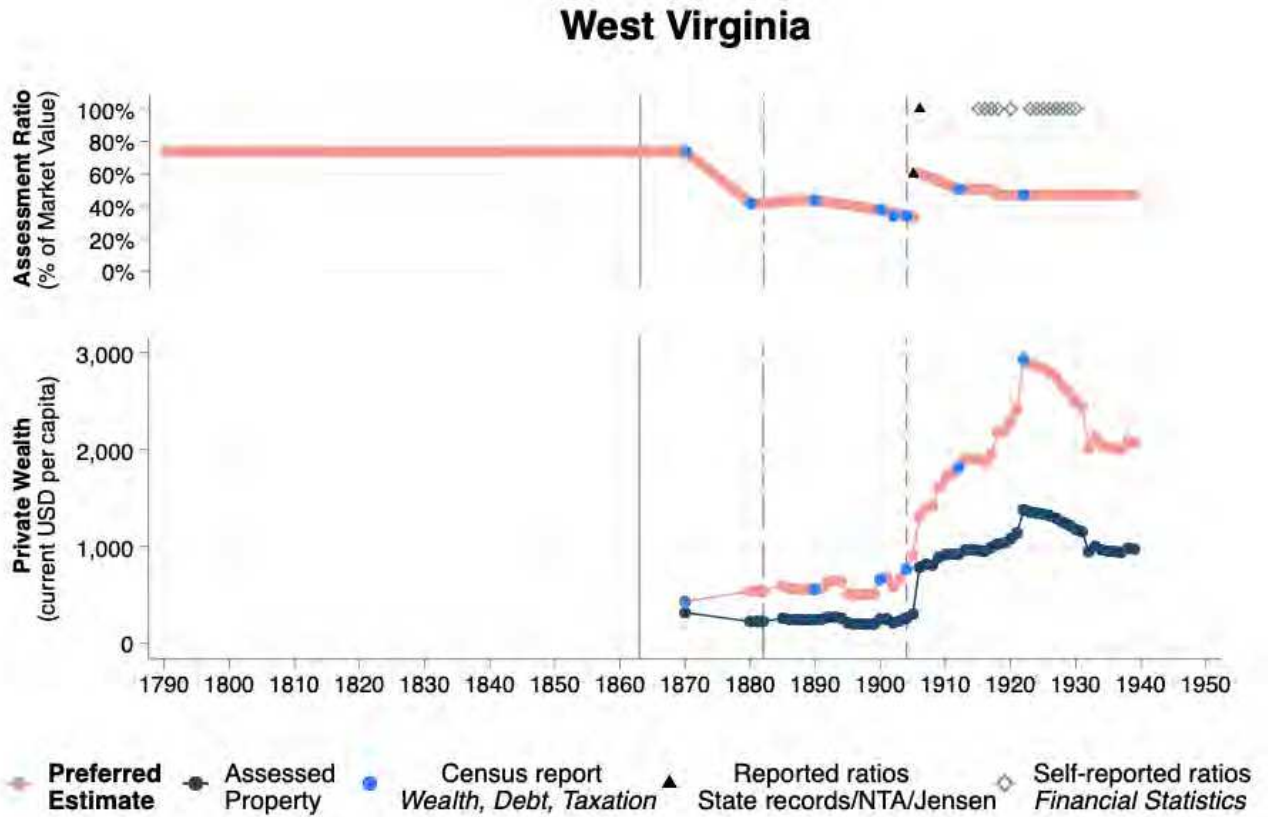 West Virginia
Assessment Ratio
(% of Market Value)
100%
80%
60%
40%
20%
0%
Private Wealth
(current USD per capita)
3,000
2,000
1,000
0
1790 1800 1810 1820 1830 1840 1850 1860 1870 1880 1890 1900 1910 1920 1930 1940 1950
Preferred Assessed Census report Reported ratios Self-reported ratios
Estimate Property Wealth, Debt, Taxation State records/NTA/Jensen Financial Statistics